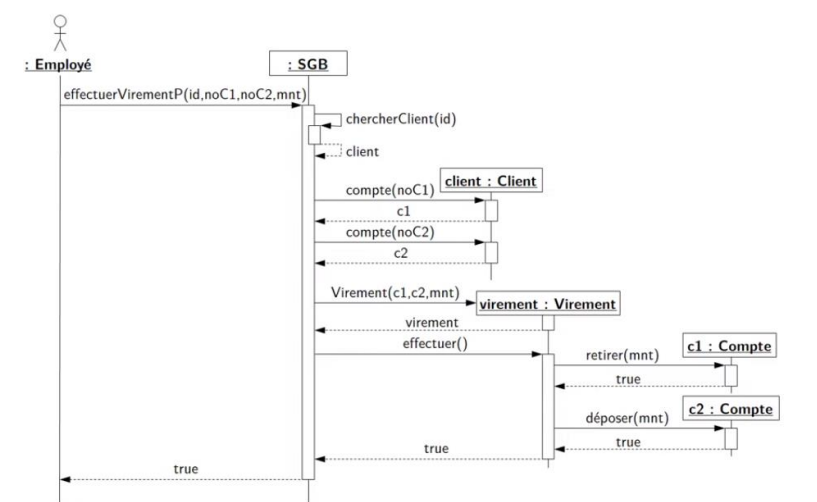 : Employé
: SGB
effectuerVirementP(id,noC1,noC2,mnt)
chercherClient(id)
client
client : Client
compte(noC1)
c1
compte(noC2)
c2
Virement(c1,c2,mnt)
virement : Virement
virement
effectuer()
c1 : Compte
retirer(mnt)
true
c2 : Compte
déposer(mnt)
true
true
true